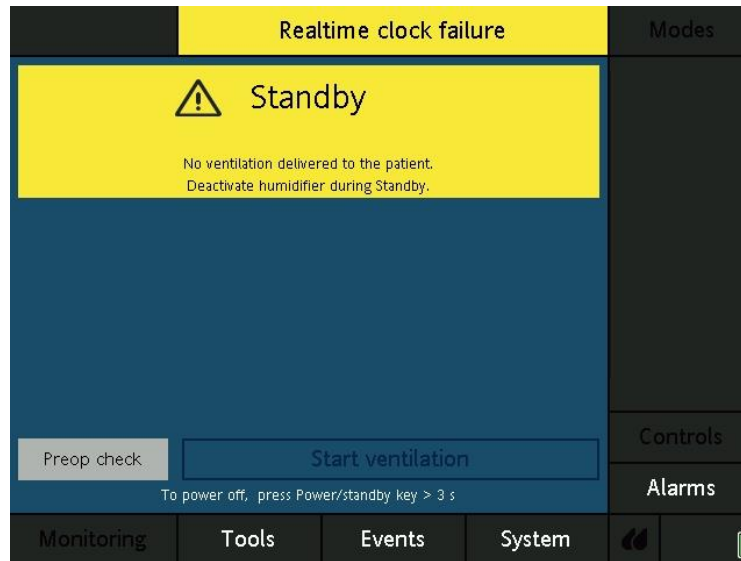 Realtime clock failure
Modes
Standby
No ventilation delivered to the patient.
Deactivate humidifier during Standby.
Controls
Preop check
Start ventilation
To power off, press Power/standby key > 3 s
Alarms
Monitoring
Tools
Events
System